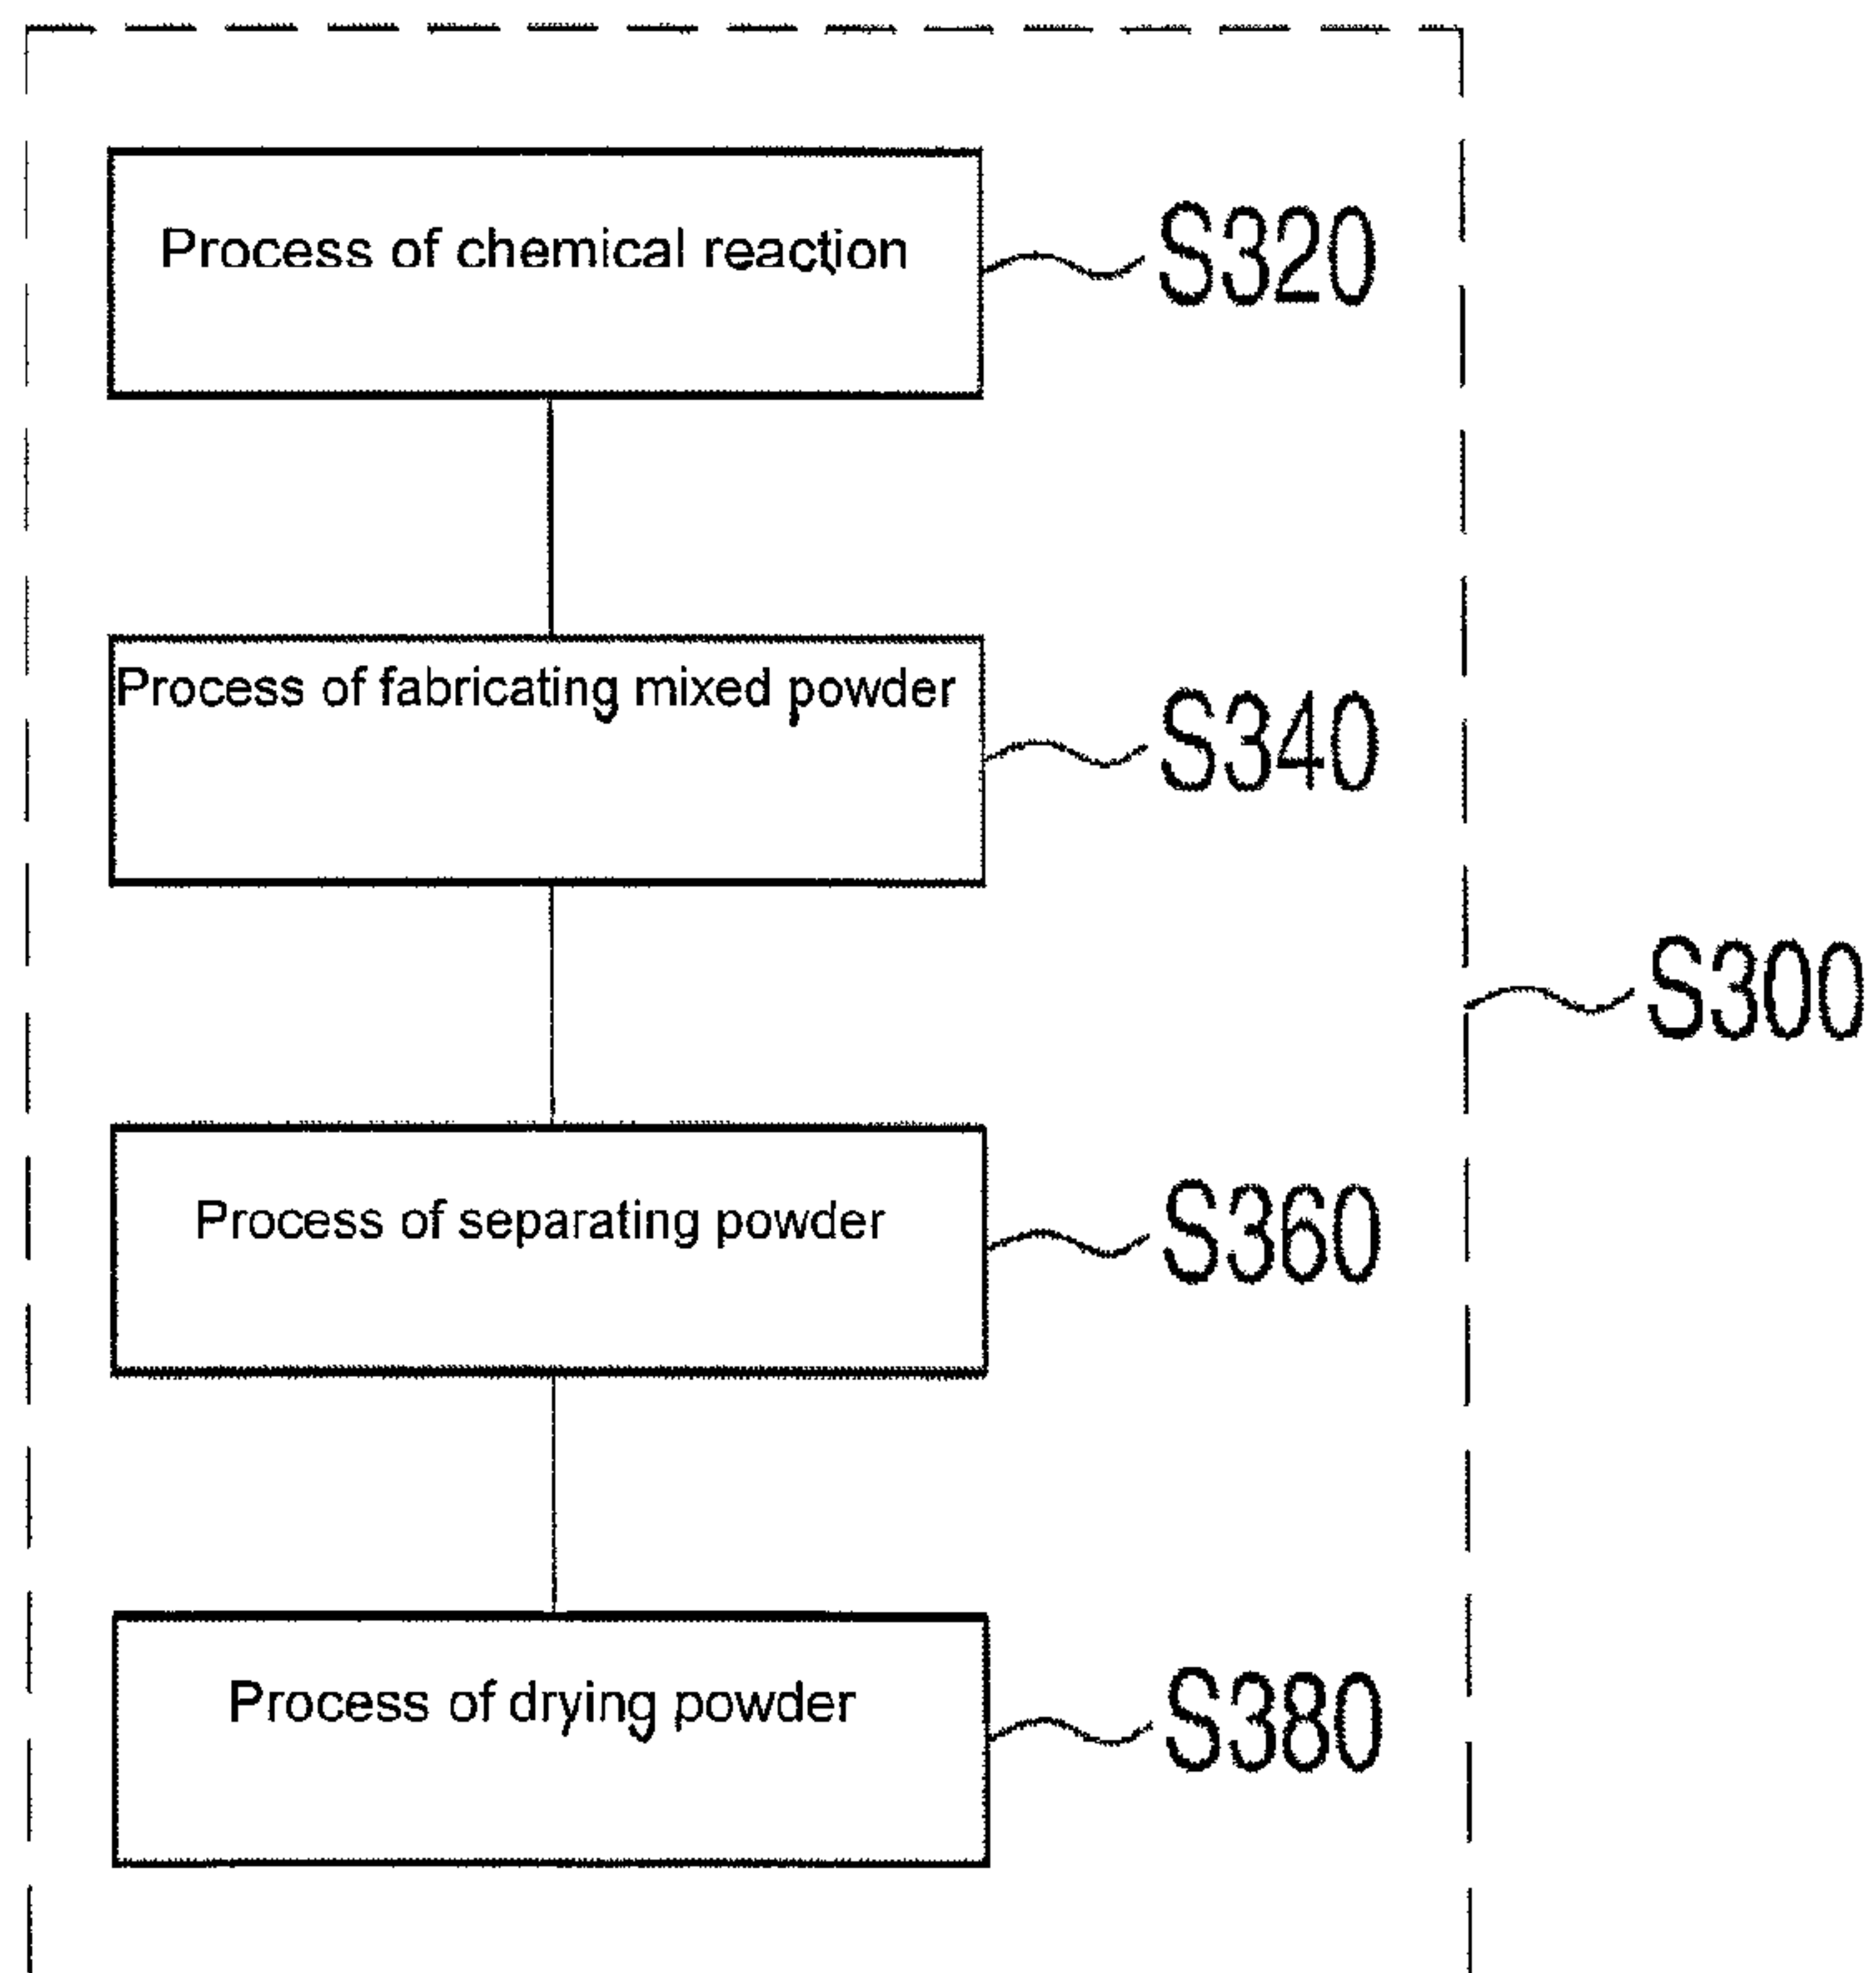 Process of chemical reaction
S320
Process of fabricating mixed powder
S340
S300
Process of separating powder
S360
Process of drying powder
S380